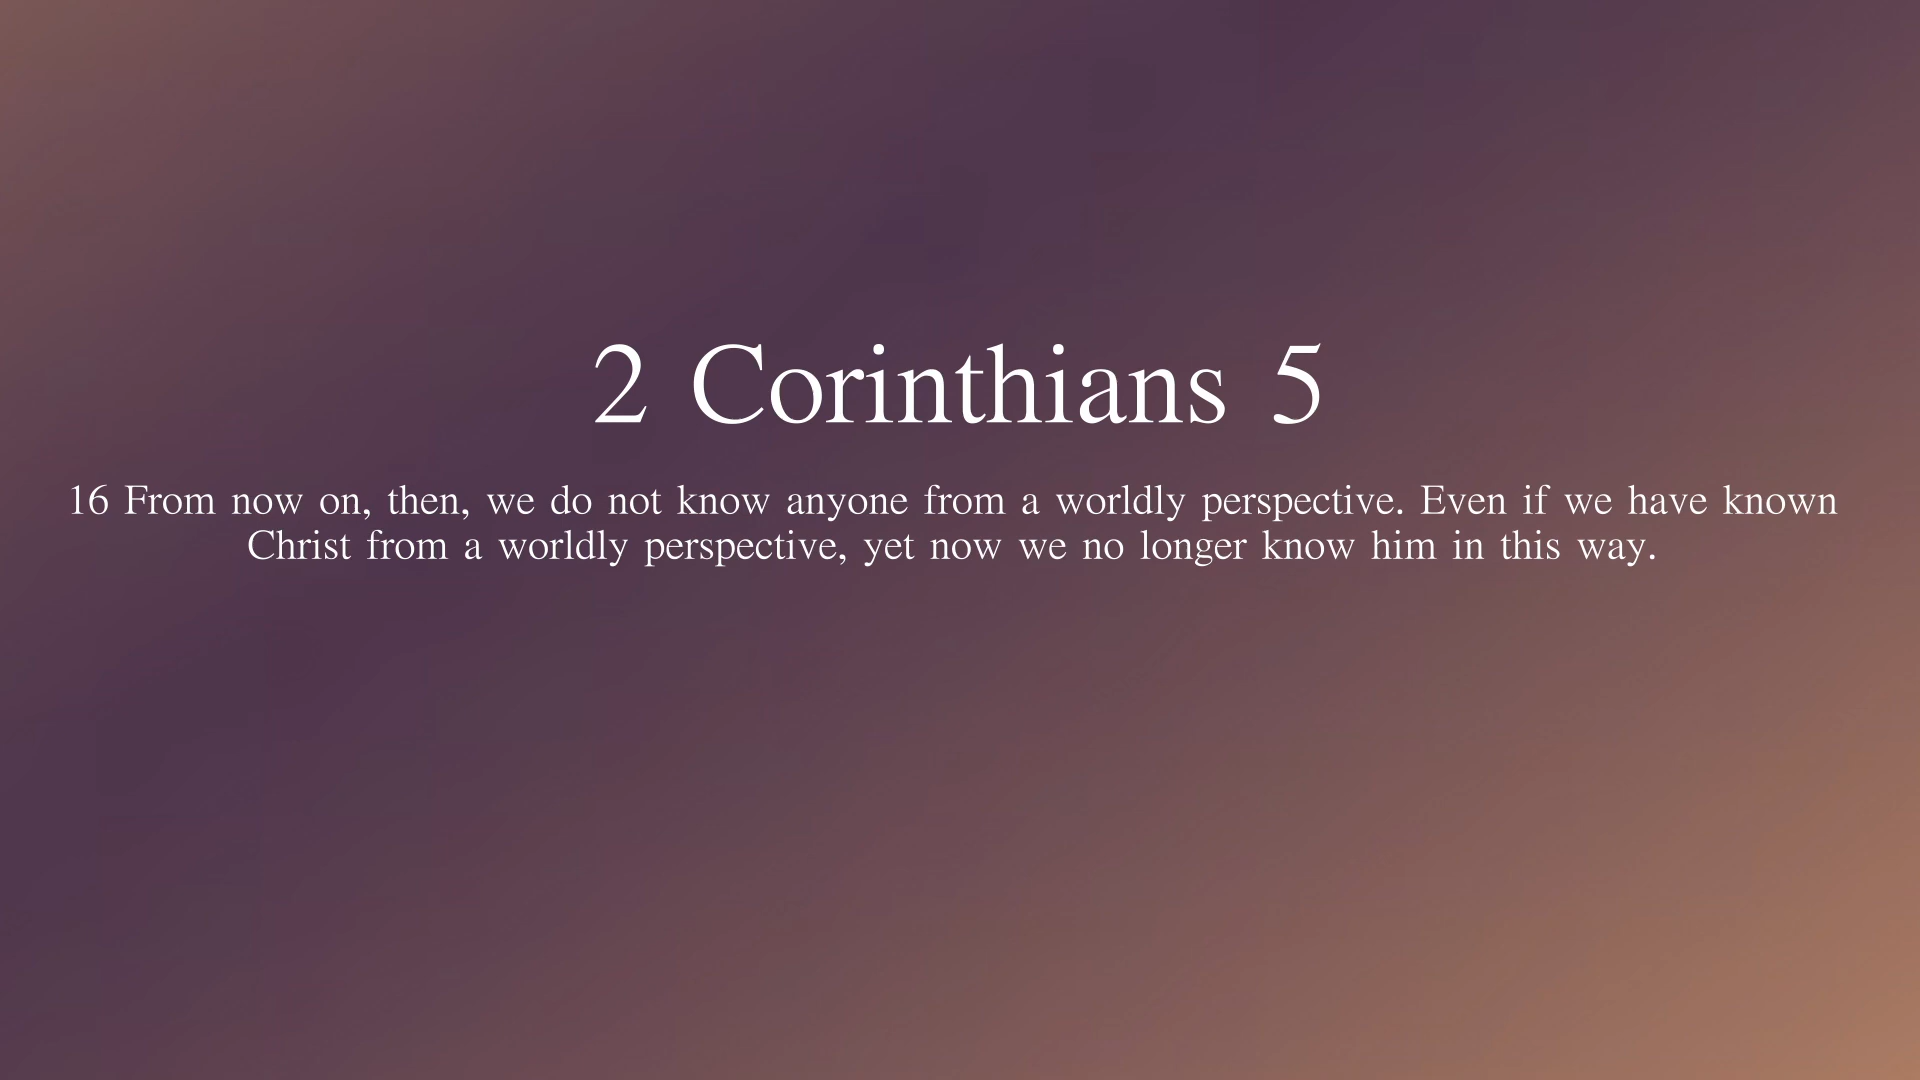 2 Corinthians 5
16 From now on, then, we do not know anyone from a worldly perspective. Even if we have known
Christ from a worldly perspective, yet now we no longer know him in this way.